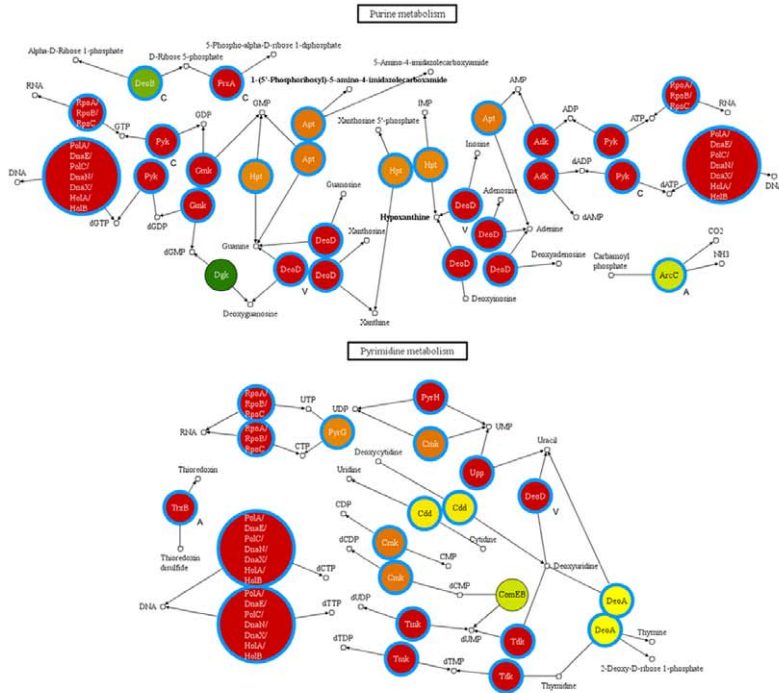 Purine metabolism
Alpha-D-Ribose 1-phosphate
D-Ribose 5-phosphate
5-Phospho-alpha-D-ribose 1-diphosphate
DeoB
C
PrsA
C
5-Amino-4-imidazolecarboxyamide
1-(5'-Phosphoribosyl)-5-amino-4-imidazolecarboxamide
RNA
RpoA/
RpoB/
RpoC
GTP
Pyk
C
GDP
GMP
Apt
Apt
Xanthosine 5'-phosphate
IMP
AMP
Apt
ADP
ATP
RpoA/
RpoB/
RpoC
RNA
PolA/
DnaE/
PolC/
DnaN/
DnaX/
HolA/
HolB
DNA
Pyk
Gmk
Gmk
Hpt
Hpt
Hpt
Inosine
Adk
Adk
Pyk
Pyk
C
dADP
dATP
PolA/
DnaE/
PolC/
DnaN/
DnaX/
HolA/
HolB
DNA
dGTP
dGDP
dGMP
Guanosine
Xanthosine
DeoD
DeoD
DeoD
V
Guanine
Hypoxanthine
DeoD
V
Adenosine
DeoD
DeoD
DeoD
Adenine
dAMP
Deoxyadenosine
Deoxyinosine
Dgk
Deoxyguanosine
Xanthine
Carbamoyl
phosphate
ArcC
A
CO2
NH3
Pyrimidine metabolism
RpoA/
RpoB/
RpoC
RpoA/
RpoB/
RpoC
RNA
UTP
CTP
PyrG
UDP
PyrH
Cmk
UMP
Upp
Uracil
Deoxycytidine
Uridine
Cdd
Cdd
Cytidine
DeoD
V
Thioredoxin
TrxB
A
Thioredoxin
disulfide
PolA/
DnaE/
PolC/
DnaN/
DnaX/
HolA/
HolB
PolA/
DnaE/
PolC/
DnaN/
DnaX/
HolA/
HolB
DNA
dCTP
dTTP
CDP
Cmk
CMP
dCDP
Cmk
dCMP
ComEB
Deoxyuridine
dUDP
Tmk
dUMP
Tdk
dTDP
Tmk
dTMP
Tdk
Thymidine
DeoA
DeoA
Thymine
2-Deoxy-D-ribose 1-phosphate